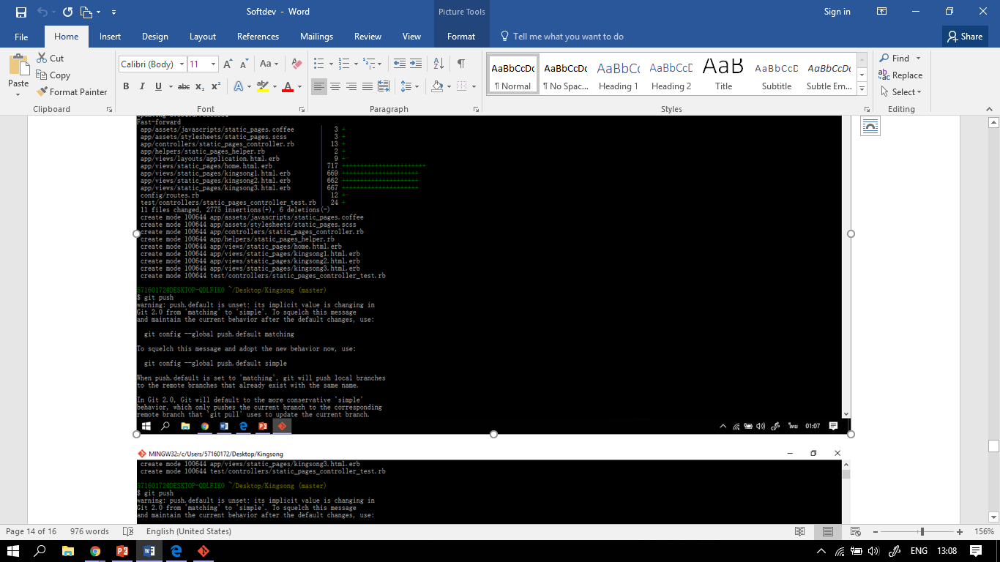 Softdev - Word
Picture Tools
Sign in
File Home Insert Design Layout References Mailings Review View Format Tell me what you want to do Share
Paste
Cut
Copy
Format Painter
Clipboard
Calibri (Body) 11
Aa
B I U abc x₂ x² A A
Font
Paragraph
AaBbCcDc AaBbCcDc AaBbCc AaBbCcD AaB AaBbCcD AaBbCcDc
¶ Normal ¶ No Spac... Heading 1 Heading 2 Title Subtitle Subtle Em...
Styles
Find
Replace
Select
Editing
Fast-forward
app/assets/javascripts/static_pages.coffee | 3 +
app/assets/stylesheets/static_pages.scss | 3 +
app/controllers/static_pages_controller.rb | 13 +
app/helpers/static_pages_helper.rb | 2 +
app/views/layouts/application.html.erb | 9 +
app/views/static_pages/home.html.erb | 717 +++++++++++++++++++++++
app/views/static_pages/kingsong1.html.erb | 669 +++++++++++++++++++++
app/views/static_pages/kingsong2.html.erb | 662 +++++++++++++++++++++
app/views/static_pages/kingsong3.html.erb | 667 +++++++++++++++++++++
config/routes.rb | 12 +
test/controllers/static_pages_controller_test.rb | 24 +
11 files changed, 2775 insertions(+), 6 deletions(-)
create mode 100644 app/assets/javascripts/static_pages.coffee
create mode 100644 app/assets/stylesheets/static_pages.scss
create mode 100644 app/controllers/static_pages_controller.rb
create mode 100644 app/helpers/static_pages_helper.rb
create mode 100644 app/views/static_pages/home.html.erb
create mode 100644 app/views/static_pages/kingsong1.html.erb
create mode 100644 app/views/static_pages/kingsong2.html.erb
create mode 100644 app/views/static_pages/kingsong3.html.erb
create mode 100644 test/controllers/static_pages_controller_test.rb
57160172@DESKTOP-QDLFIKO ~/Desktop/Kingsong (master)
$ git push
warning: push.default is unset; its implicit value is changing in
Git 2.0 from 'matching' to 'simple'. To squelch this message
and maintain the current behavior after the default changes, use:
git config --global push.default matching
To squelch this message and adopt the new behavior now, use:
git config --global push.default simple
When push.default is set to 'matching', git will push local branches
to the remote branches that already exist with the same name.
In Git 2.0, Git will default to the more conservative 'simple'
behavior, which only pushes the current branch to the corresponding
remote branch that 'git pull' uses to update the current branch.
ไทย 01:07
MINGW32:/c/Users/57160172/Desktop/Kingsong
create mode 100644 app/views/static_pages/kingsong3.html.erb
create mode 100644 test/controllers/static_pages_controller_test.rb
57160172@DESKTOP-QDLFIKO ~/Desktop/Kingsong (master)
$ git push
warning: push.default is unset; its implicit value is changing in
Git 2.0 from 'matching' to 'simple'. To squelch this message
and maintain the current behavior after the default changes, use:
Page 14 of 16 976 words English (United States) 156%
ENG 13:08